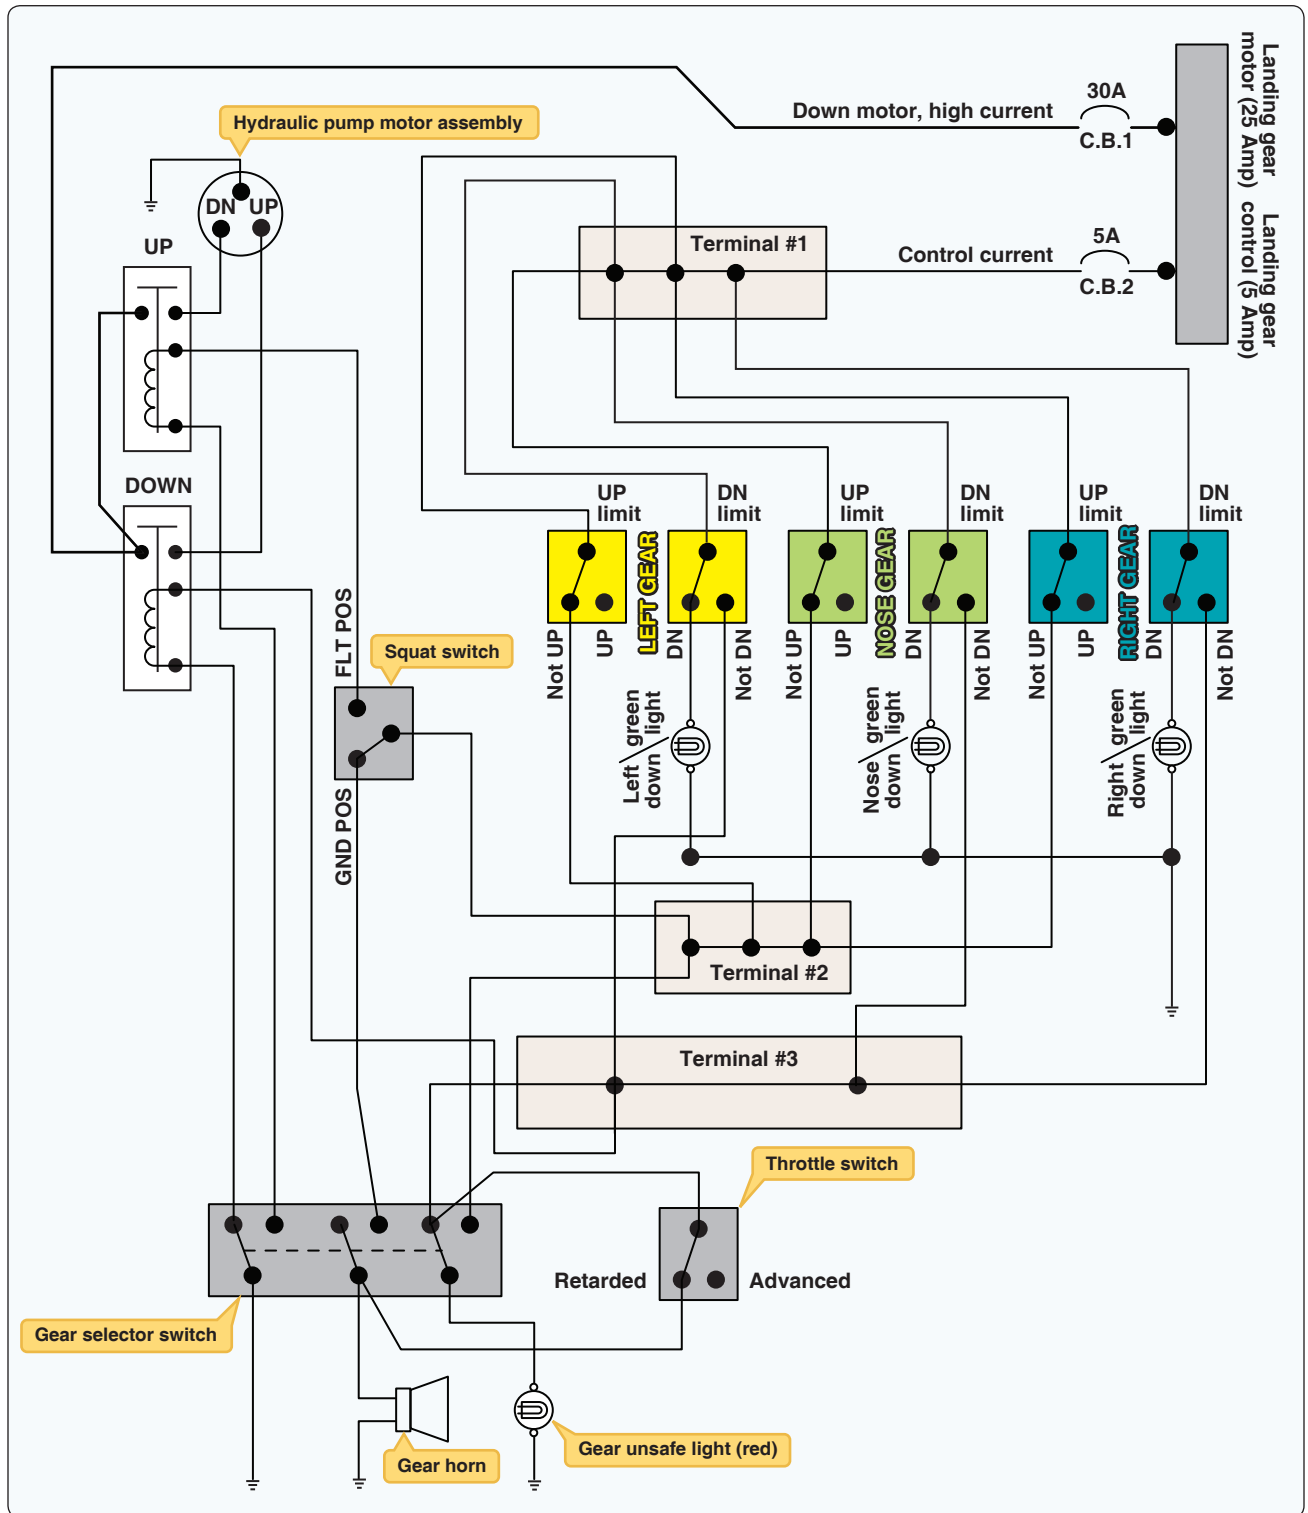 Landing gear
motor (25 Amp)
Landing gear
control (5 Amp)
30A
Down motor, high current
C.B.1
Hydraulic pump motor assembly
DN UP
UP
Terminal #1
5A
Control current
C.B.2
DOWN
UP
limit
DN
limit
UP
limit
DN
limit
UP
limit
DN
limit
LEFT GEAR
NOSE GEAR
RIGHT GEAR
Not UP
UP
DN
Not DN
Not UP
UP
DN
Not DN
Not UP
UP
DN
Not DN
FLT POS
Squat switch
GND POS
Left green
down light
Nose green
down light
Right green
down light
Terminal #2
Terminal #3
Throttle switch
Retarded
Advanced
Gear selector switch
Gear horn
Gear unsafe light (red)